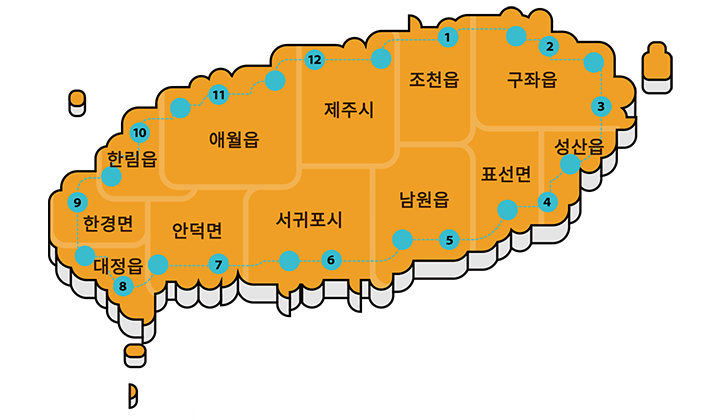 1
2
12
조천읍
구좌읍
11
제주시
3
10
애월읍
성산읍
한림읍
표선면
9
남원읍
4
한경면
안덕면
서귀포시
5
대정읍
7
6
8